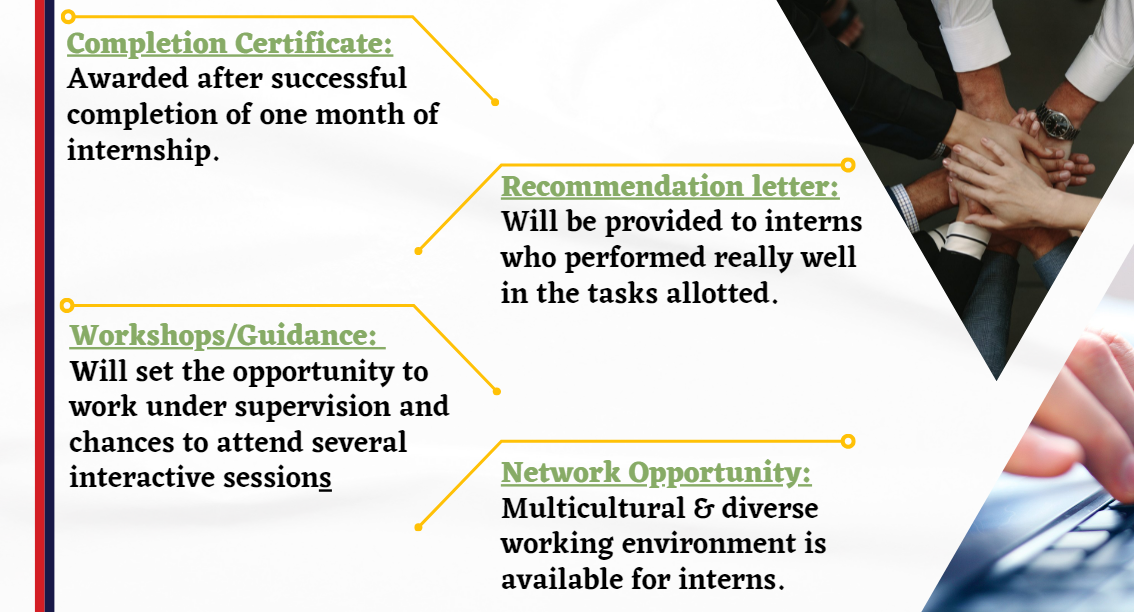 Completion Certificate:
Awarded after successful
completion of one month of
internship.
Recommendation letter:
Will be provided to interns
who performed really well
in the tasks allotted.
Workshops/Guidance:
Will set the opportunity to
work under supervision and
chances to attend several
interactive sessions
Network Opportunity:
Multicultural & diverse
working environment is
available for interns.